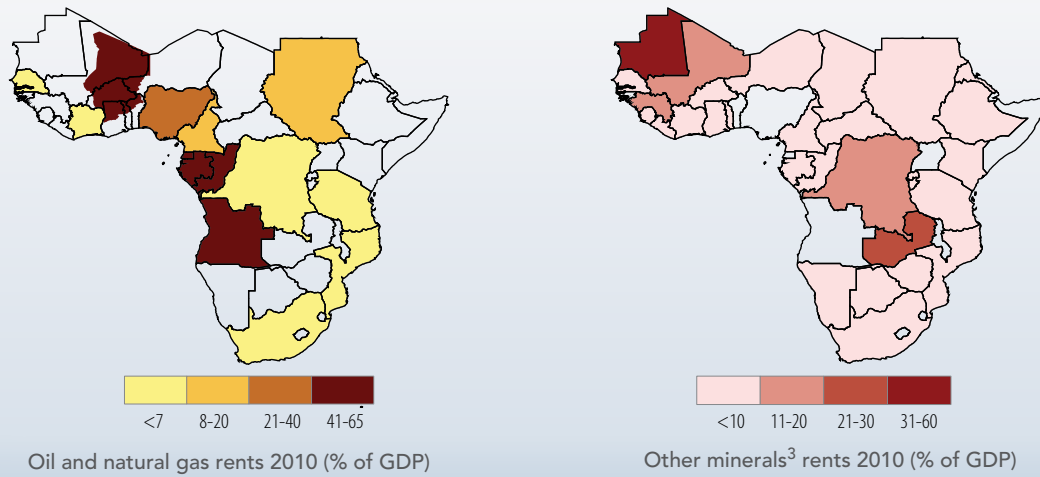 <7 8-20 21-40 41-65
Oil and natural gas rents 2010 (% of GDP)
<10 11-20 21-30 31-60
Other minerals³ rents 2010 (% of GDP)